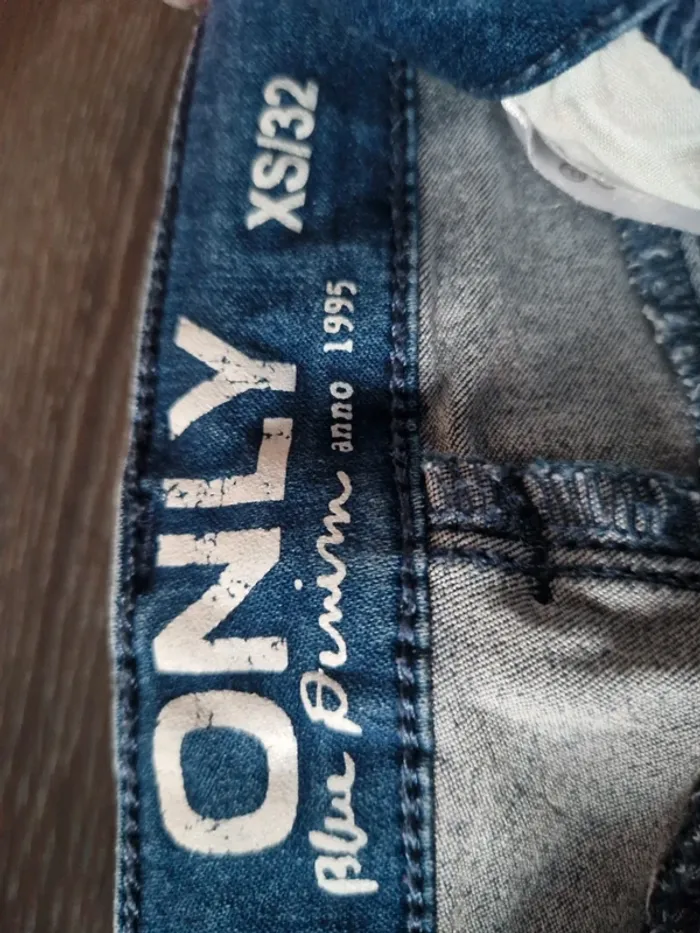 ONLY
Blue Denim anno 1995
XS/32